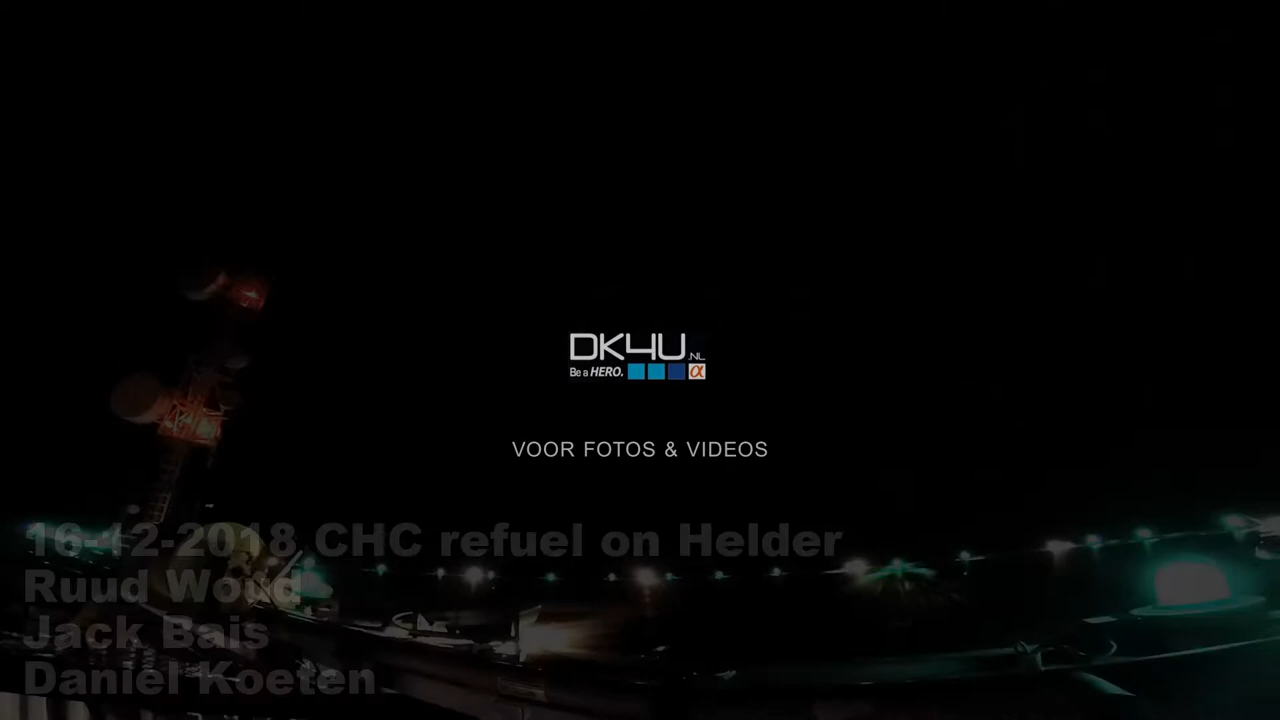 DK4U.NL
Be a HERO. α
VOOR FOTOS & VIDEOS
16-12-2018 CHC refuel on Helder
Ruud Woud
Jack Bais
Daniël Koeten